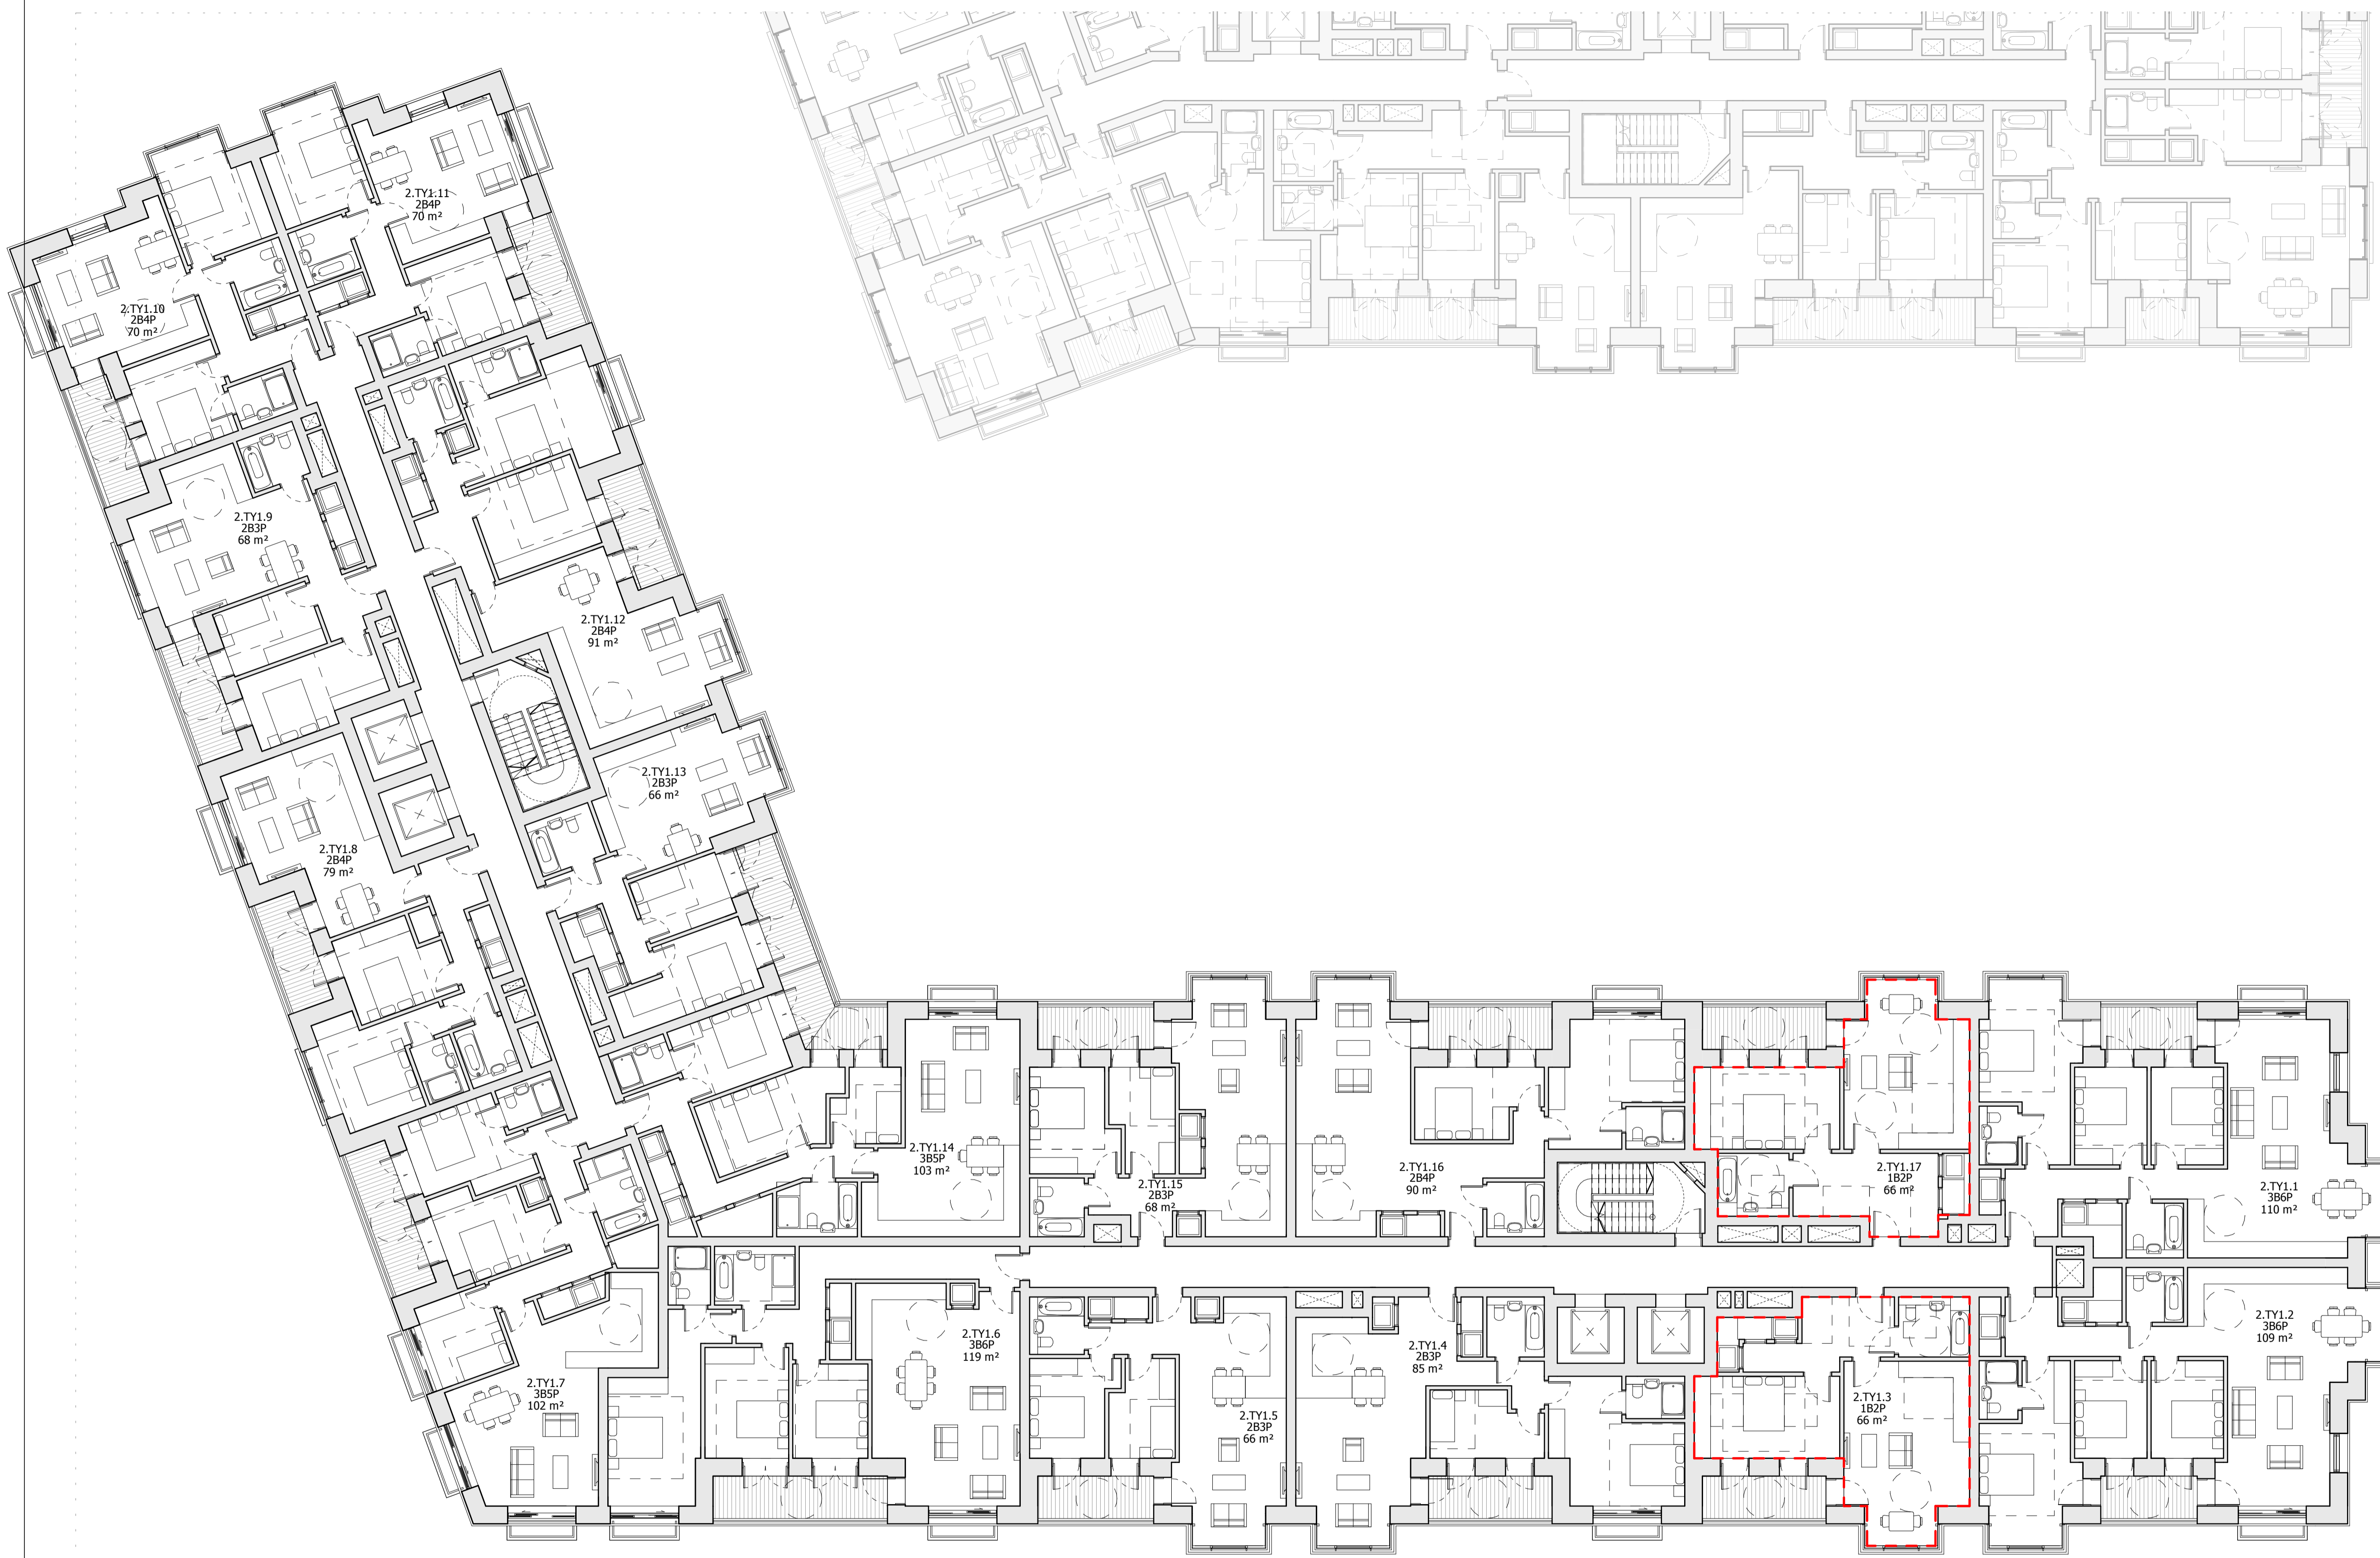 2.TY1.11
2B4P
70 m²
2.TY1.10
2B4P
70 m²
2.TY1.9
2B3P
68 m²
2.TY1.12
2B4P
91 m²
2.TY1.13
2B3P
66 m²
2.TY1.8
2B4P
79 m²
2.TY1.14
3B5P
103 m²
2.TY1.15
2B3P
68 m²
2.TY1.16
2B4P
90 m²
2.TY1.17
1B2P
66 m²
2.TY1.1
3B6P
110 m²
2.TY1.7
3B5P
102 m²
2.TY1.6
3B6P
119 m²
2.TY1.5
2B3P
66 m²
2.TY1.4
2B3P
85 m²
2.TY1.3
1B2P
66 m²
2.TY1.2
3B6P
109 m²